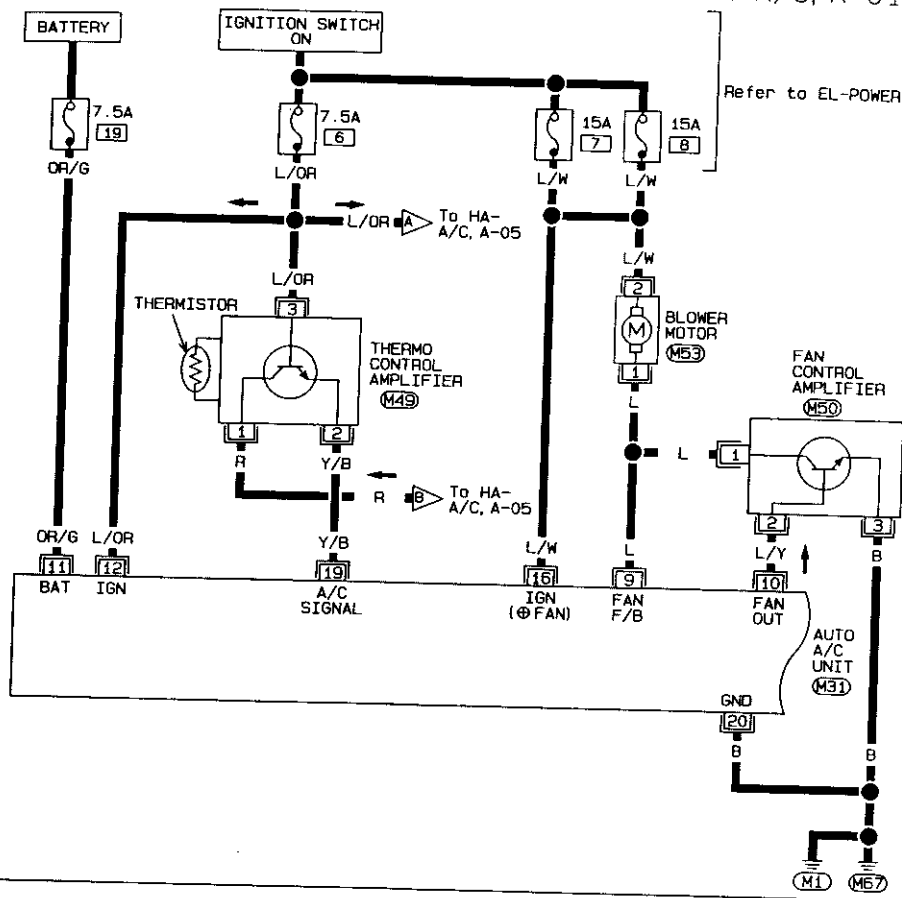 BATTERY
IGNITION SWITCH
ON
Refer to EL-POWER
7.5A
19
7.5A
6
15A
7
15A
8
OR/G
L/OR
L/W
L/W
L/OR
A
To HA-
A/C, A-05
L/OR
L/W
THERMISTOR
3
2
THERMO
CONTROL
AMPLIFIER
M49
M
BLOWER
MOTOR
M53
1
FAN
CONTROL
AMPLIFIER
M50
1
2
L
R
Y/B
L
1
R
B
To HA-
A/C, A-05
2
3
OR/G
L/OR
Y/B
L/W
L
L/Y
B
11
12
19
16
9
10
BAT
IGN
A/C
SIGNAL
IGN
(⊕FAN)
FAN
F/B
FAN
OUT
AUTO
A/C
UNIT
M31
GND
20
B
B
M1
M67